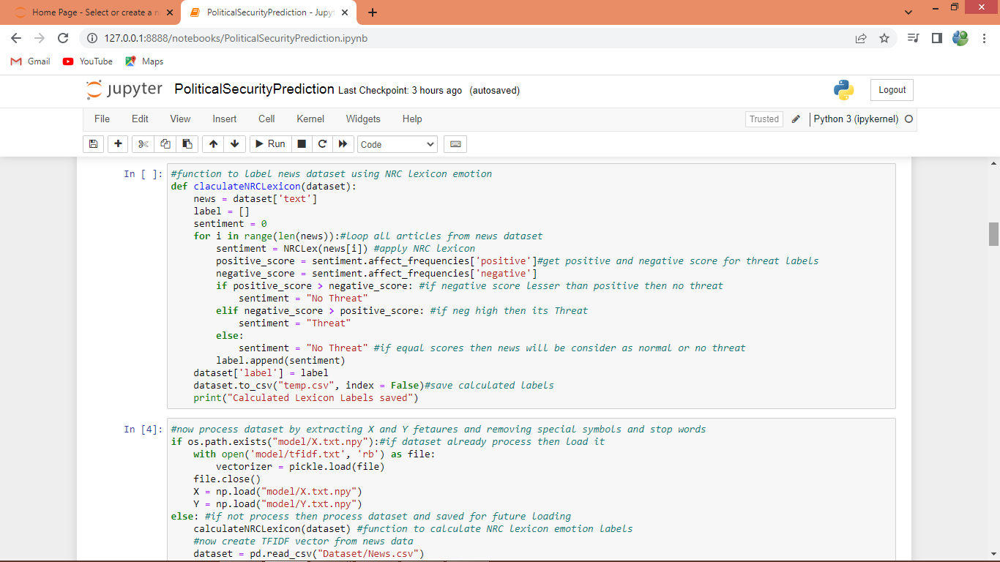 Home Page - Select or create a n
PoliticalSecurityPrediction - Jupyt
127.0.0.1:8888/notebooks/PoliticalSecurityPrediction.ipynb
Gmail YouTube Maps
jupyter PoliticalSecurityPrediction Last Checkpoint: 3 hours ago (autosaved)
Logout
File Edit View Insert Cell Kernel Widgets Help
Trusted Python 3 (ipykernel)
Run Code
In [ ]: #function to label news dataset using NRC lexicon emotion
def claculateNRCLexicon(dataset):
    news = dataset['text']
    label = []
    sentiment = 0
    for i in range(len(news)):#loop all articles from news dataset
        sentiment = NRCLex(news[i]) #apply NRC lexicon
        positive_score = sentiment.affect_frequencies['positive']#get positive and negative score for threat labels
        negative_score = sentiment.affect_frequencies['negative']
        if positive_score > negative_score: #if negative score lesser than positive then no threat
            sentiment = "No Threat"
        elif negative_score > positive_score: #if neg high then its Threat
            sentiment = "Threat"
        else:
            sentiment = "No Threat" #if equal scores then news will be consider as normal or no threat
        label.append(sentiment)
    dataset['label'] = label
    dataset.to_csv("temp.csv", index = False)#save calculated labels
    print("Calculated Lexicon Labels saved")
In [4]: #now process dataset by extracting X and Y fetaures and removing special symbols and stop words
if os.path.exists("model/X.txt.npy"):#if dataset already process then load it
    with open('model/tfidf.txt', 'rb') as file:
        vectorizer = pickle.load(file)
    file.close()
    X = np.load("model/X.txt.npy")
    Y = np.load("model/Y.txt.npy")
else: #if not process then process dataset and saved for future loading
    calculateNRCLexicon(dataset) #function to calculate NRC lexicon emotion labels
    #now create TFIDF vector from news data
    dataset = pd.read_csv("Dataset/News.csv")